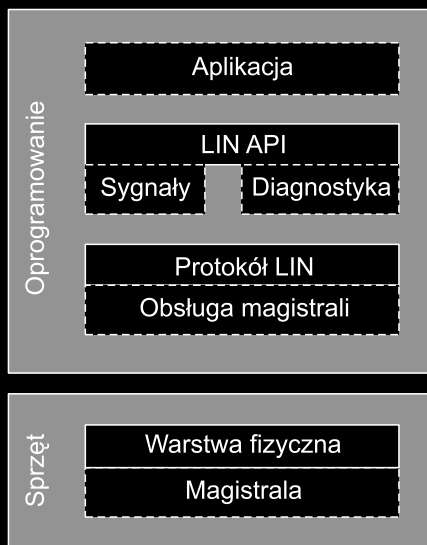 Oprogramowanie
Aplikacja
LIN API
Sygnały
Diagnostyka
Protokół LIN
Obsługa magistrali
Sprzęt
Warstwa fizyczna
Magistrala